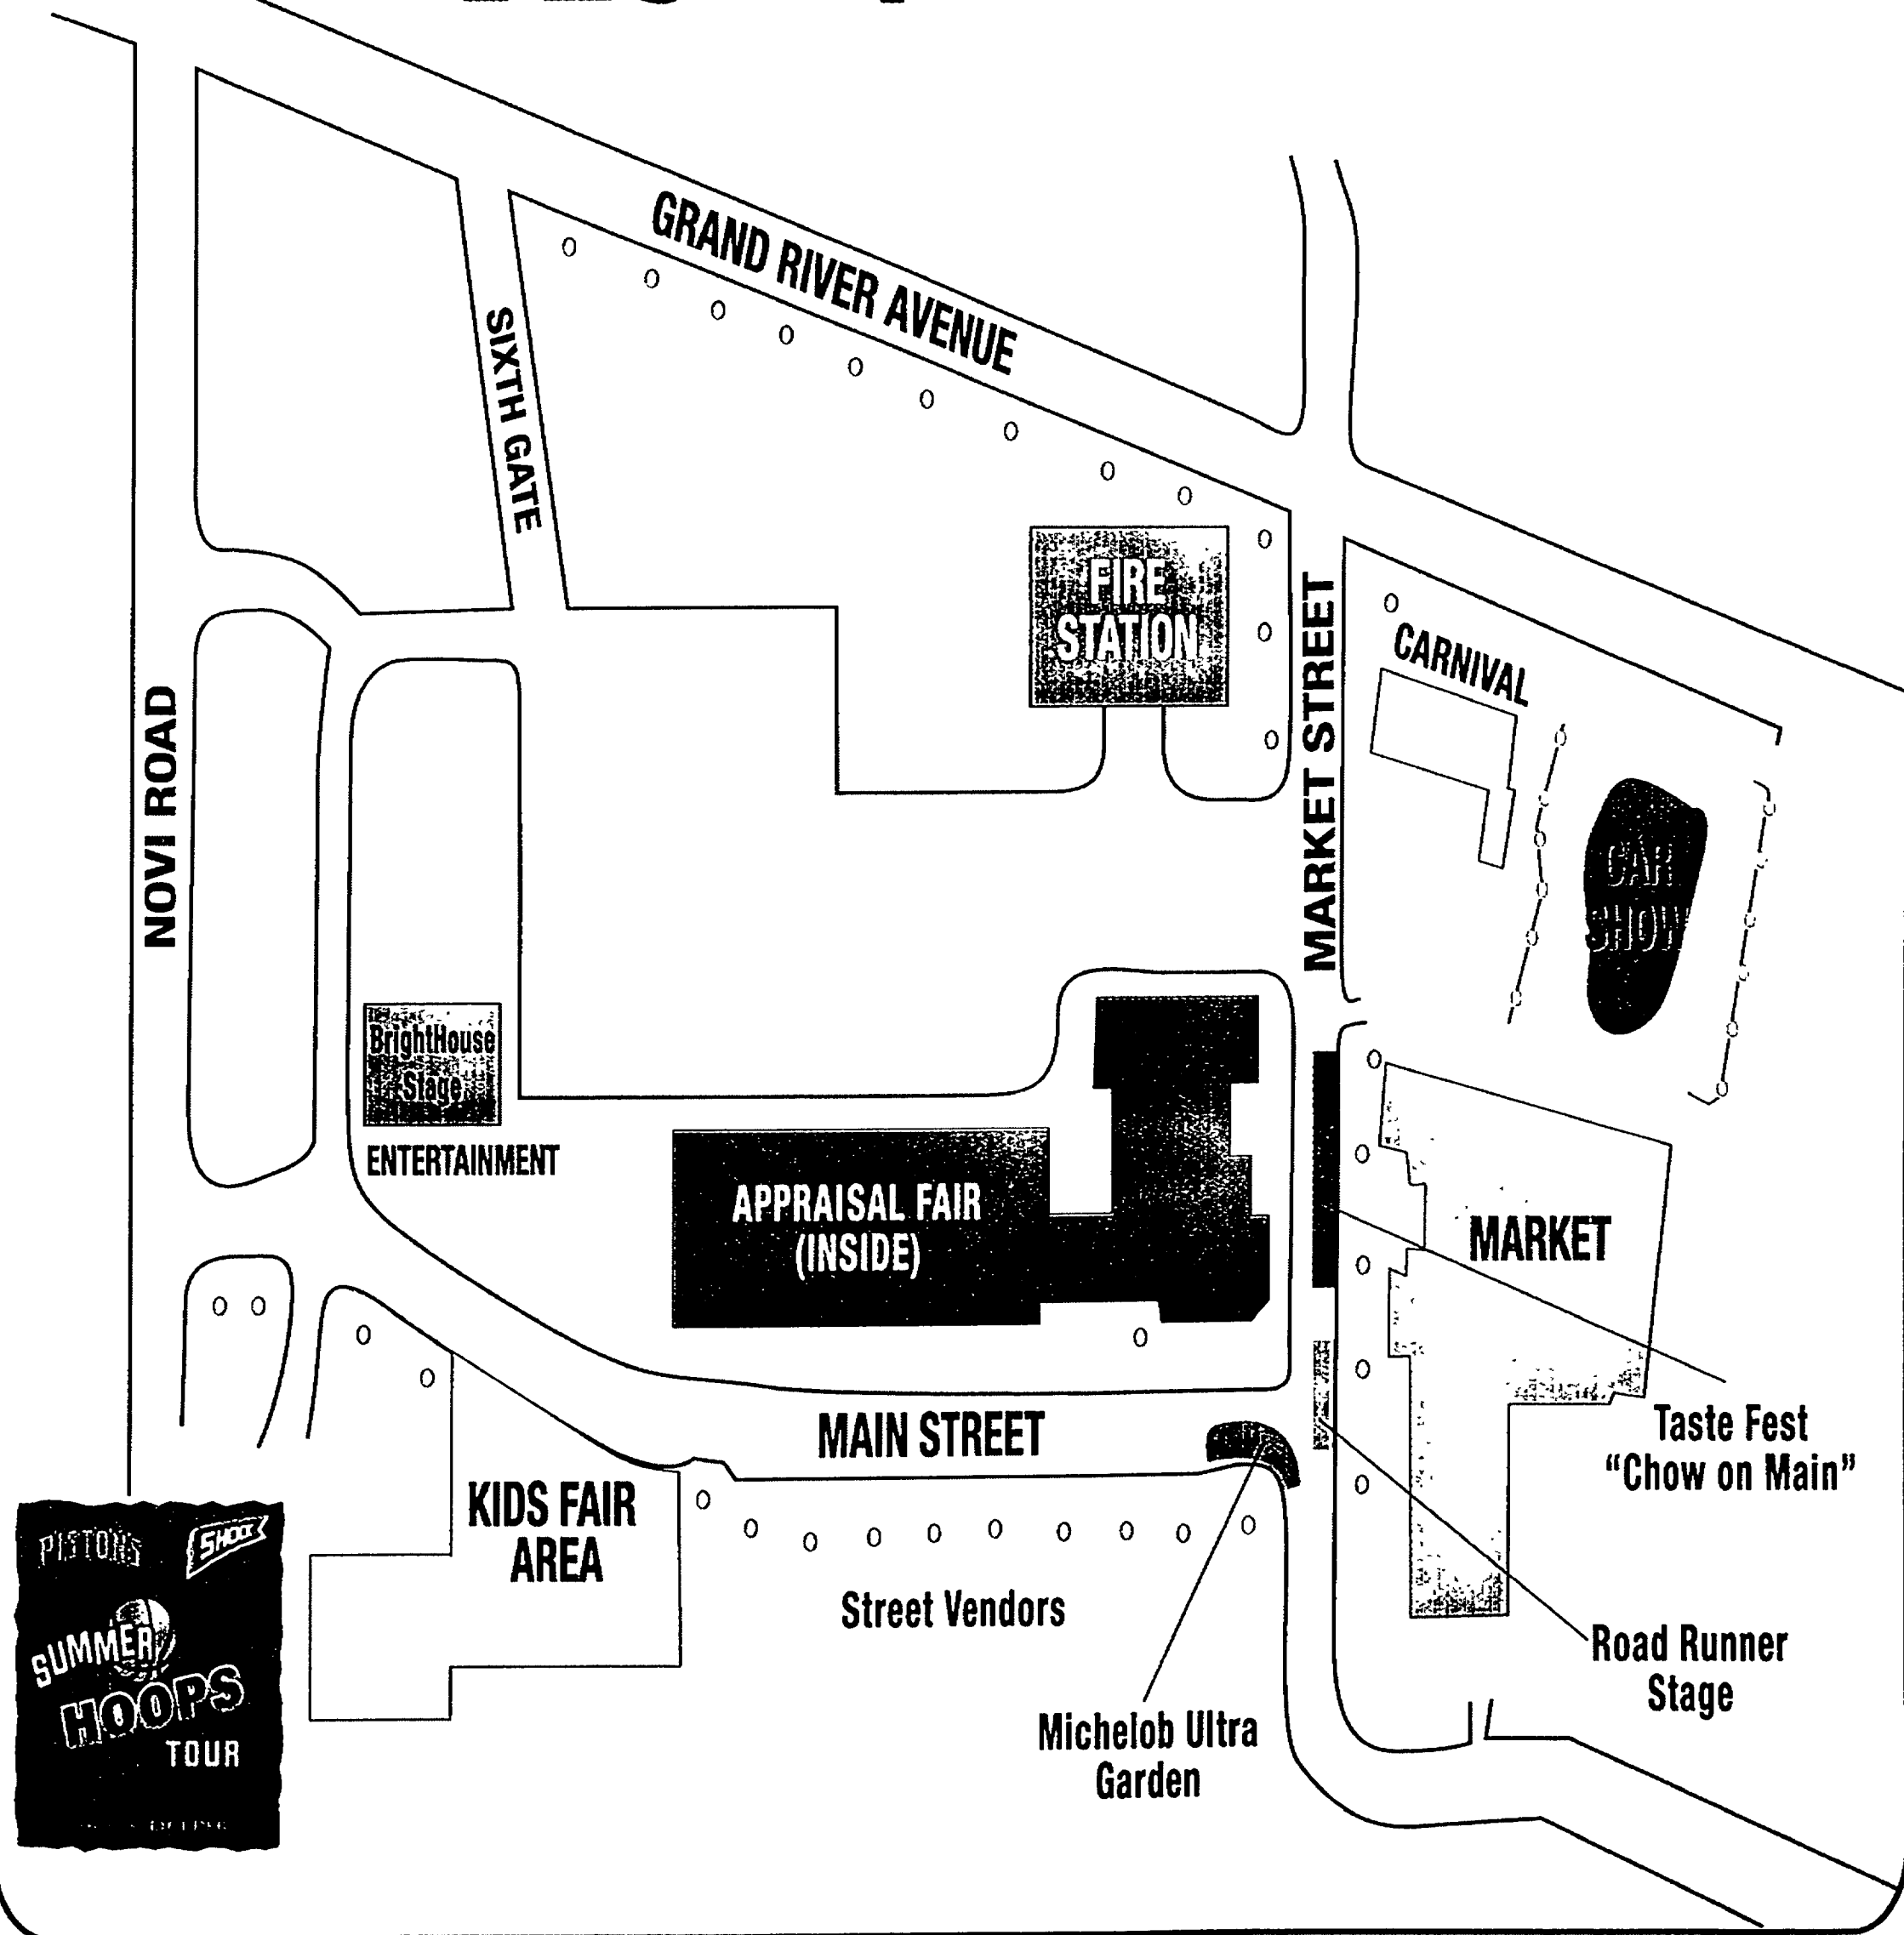 GRAND RIVER AVENUE
SIXTH GATE
FIRE
STATION
MARKET STREET
CARNIVAL
NOVI ROAD
CAR
SHOW
BrightHouse
Stage
ENTERTAINMENT
APPRAISAL FAIR
(INSIDE)
MARKET
MAIN STREET
Taste Fest
“Chow on Main”
KIDS FAIR
AREA
PISTONS
SHOCK
SUMMER
HOOPS
TOUR
Street Vendors
Road Runner
Stage
Michelob Ultra
Garden